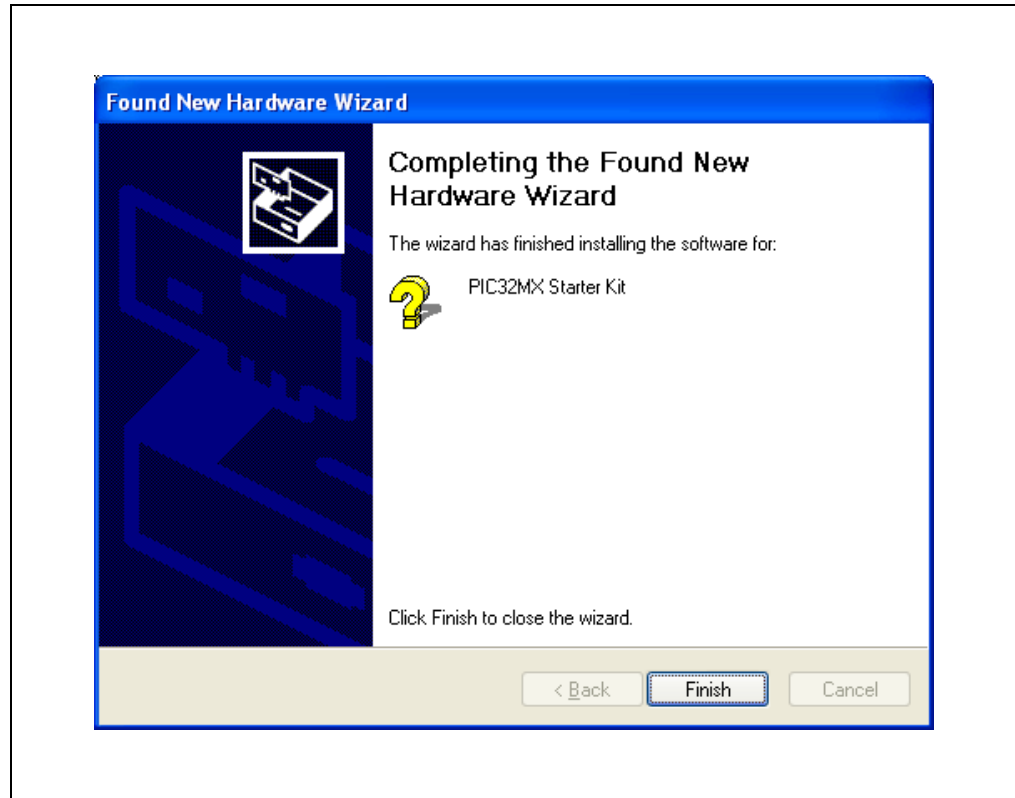 Found New Hardware Wizard
Completing the Found New
Hardware Wizard
The wizard has finished installing the software for:
PIC32MX Starter Kit
Click Finish to close the wizard.
< Back
Finish
Cancel